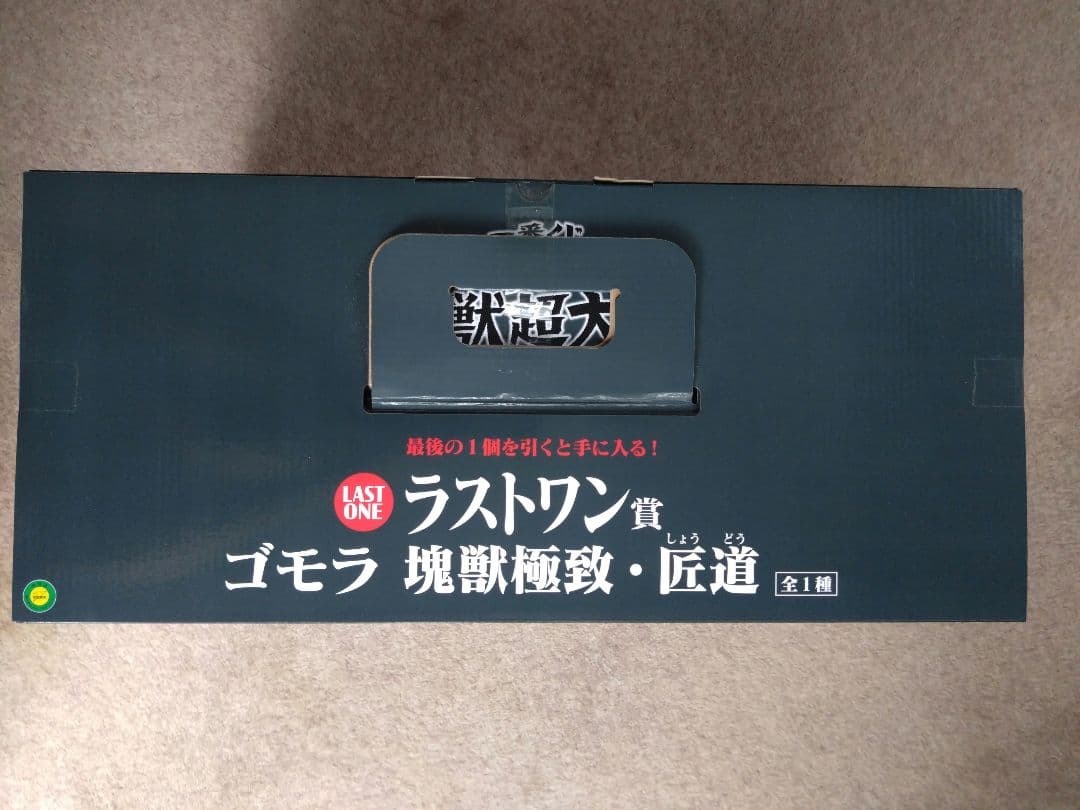 獣超大
最後の1個を引くと手に入る!
LAST
ONE
ラストワン賞
しょう どう
ゴモラ 塊獣極致・匠道 全1種